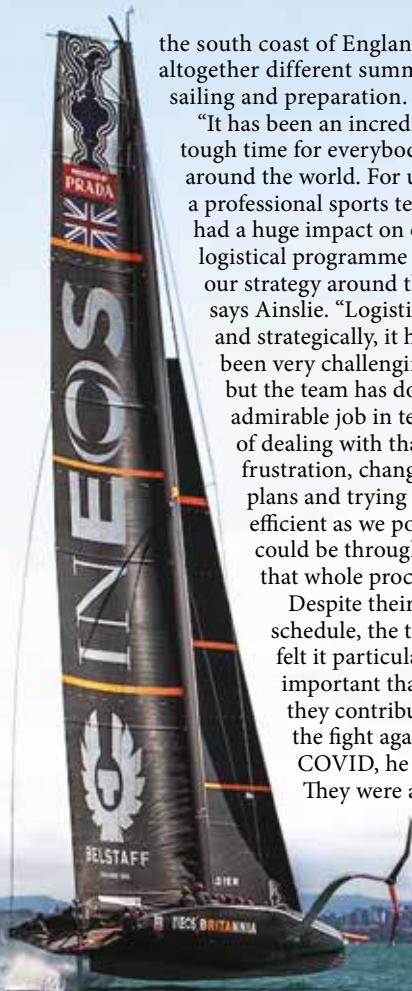 the south coast of England
altogether different summ
sailing and preparation.
“It has been an incred
tough time for everybod
around the world. For u
a professional sports te
had a huge impact on
logistical programme
our strategy around th
says Ainslie. “Logisti
and strategically, it h
been very challengin
but the team has do
admirable job in te
of dealing with tha
frustration, chang
plans and trying
efficient as we po
could be through
that whole proc
Despite their
schedule, the t
felt it particula
important tha
they contribu
the fight aga
COVID, he
They were a
PRADA
INEOS
BELSTAFF
INEOS BRITANNIA